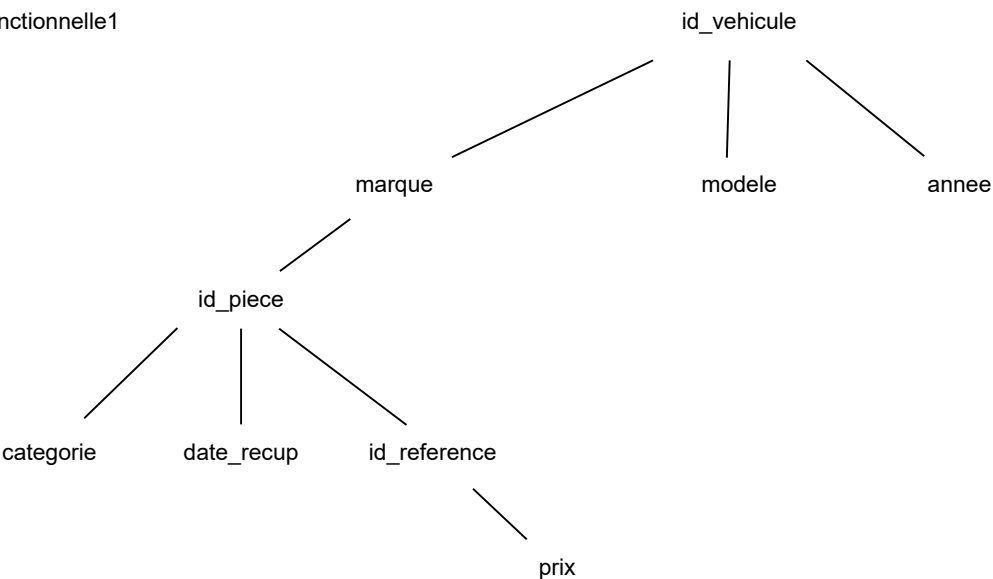 nctionnelle1
id_vehicule
marque
modele
annee
id_piece
categorie
date_recup
id_reference
prix